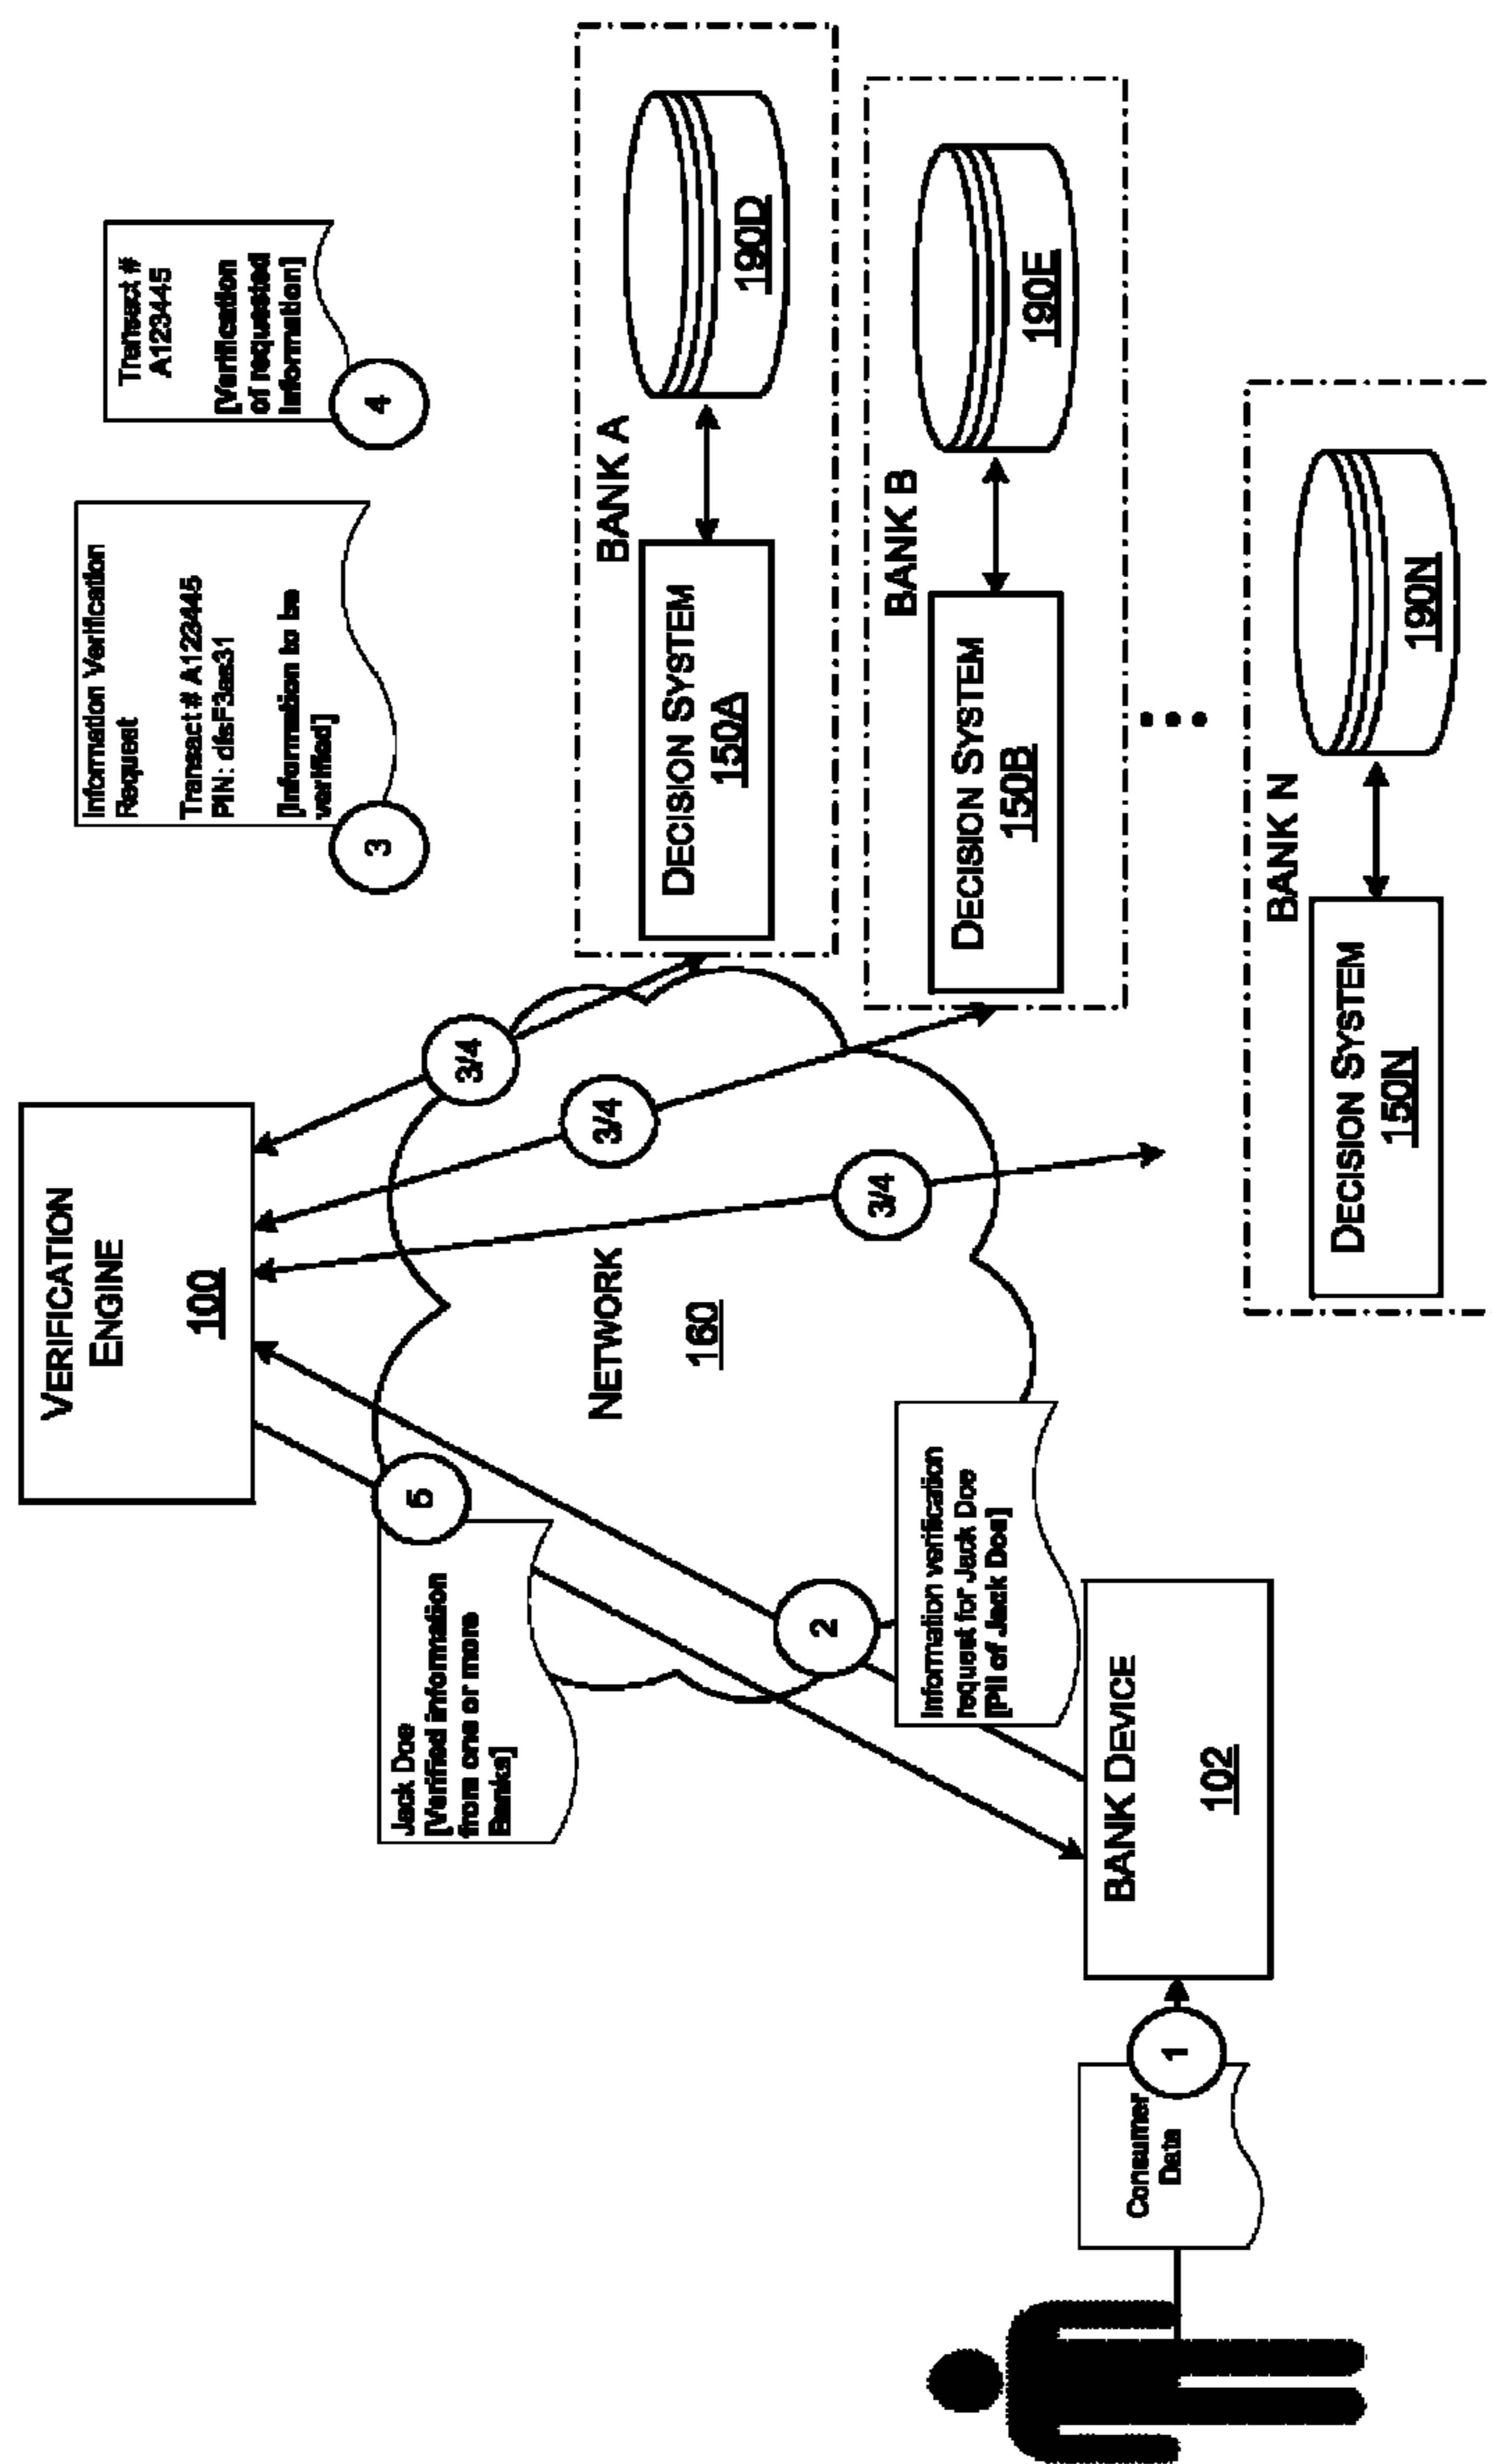 VERIFICATION
ENGINE
100
Information Verification
Request
Transact # A123445
PIN: dfsF3as31
[Information to be
verified]
3
Transact #
A123445
[Verification
of requested
information]
4
3/4
3/4
3/4
5
Jack Doe
[Verified information
from one or more
Banks]
NETWORK
160
2
Information verification
request for Jack Doe
[PII of Jack Doe]
Consumer
Data
1
BANK DEVICE
102
BANK A
DECISION SYSTEM
150A
190D
BANK B
DECISION SYSTEM
150B
190E
BANK N
DECISION SYSTEM
150N
190N